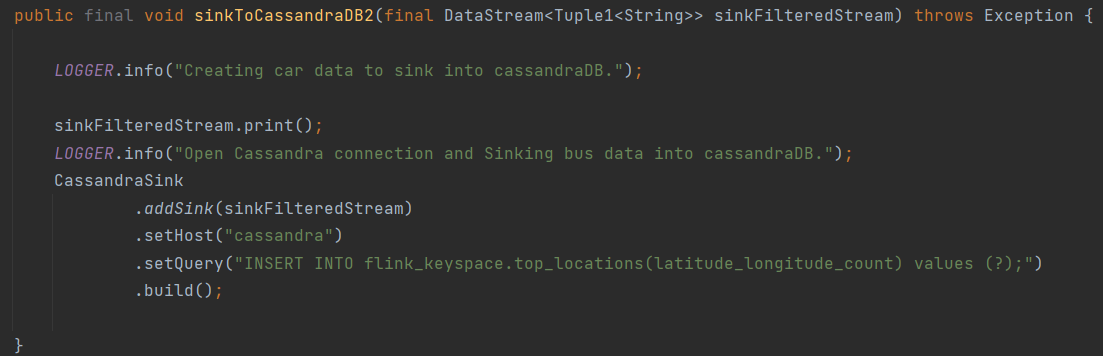 public final void sinkToCassandraDB2(final DataStream<Tuple1<String>> sinkFilteredStream) throws Exception {
LOGGER.info("Creating car data to sink into cassandraDB.");
sinkFilteredStream.print();
LOGGER.info("Open Cassandra connection and Sinking bus data into cassandraDB.");
CassandraSink
.addSink(sinkFilteredStream)
.setHost("cassandra")
.setQuery("INSERT INTO flink_keyspace.top_locations(latitude_longitude_count) values (?);")
.build();
}